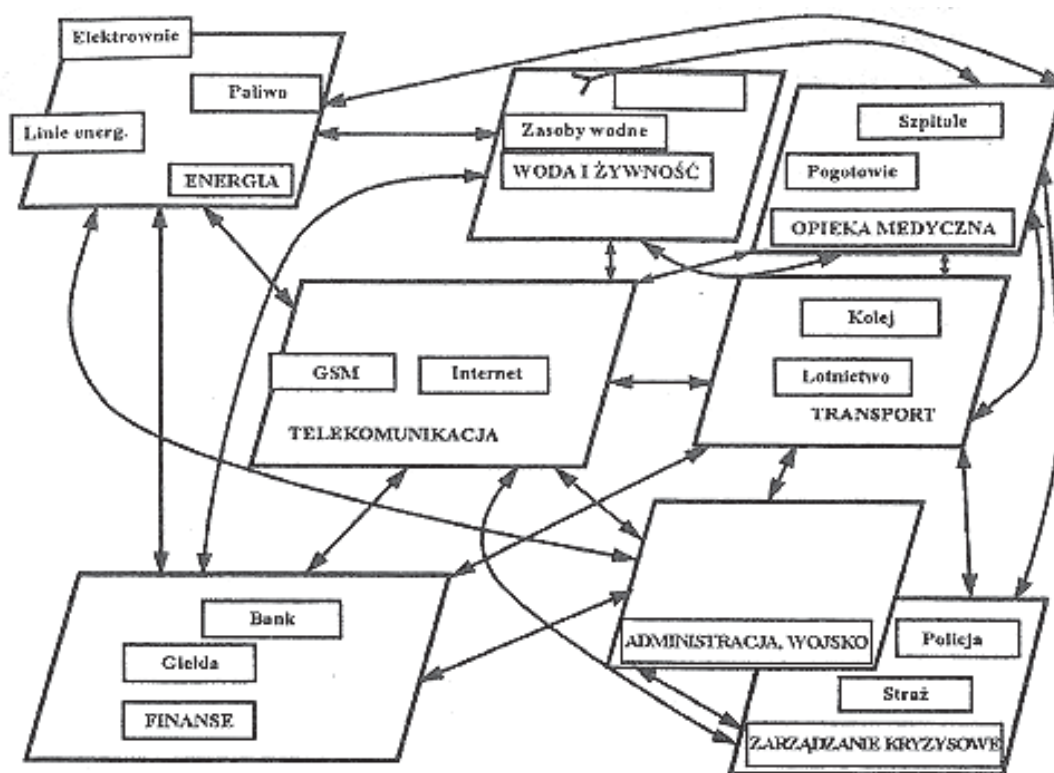 Elektrownie
Paliwo
Linie energ.
ENERGIA
Zasoby wodne
WODA I ŻYWNOŚĆ
Szpitale
Pogotowie
OPIEKA MEDYCZNA
GSM
Internet
TELEKOMUNIKACJA
Kolej
Lotnictwo
TRANSPORT
Bank
Giełda
FINANSE
ADMINISTRACJA, WOJSKO
Policja
Straż
ZARZĄDZANIE KRYZYSOWE